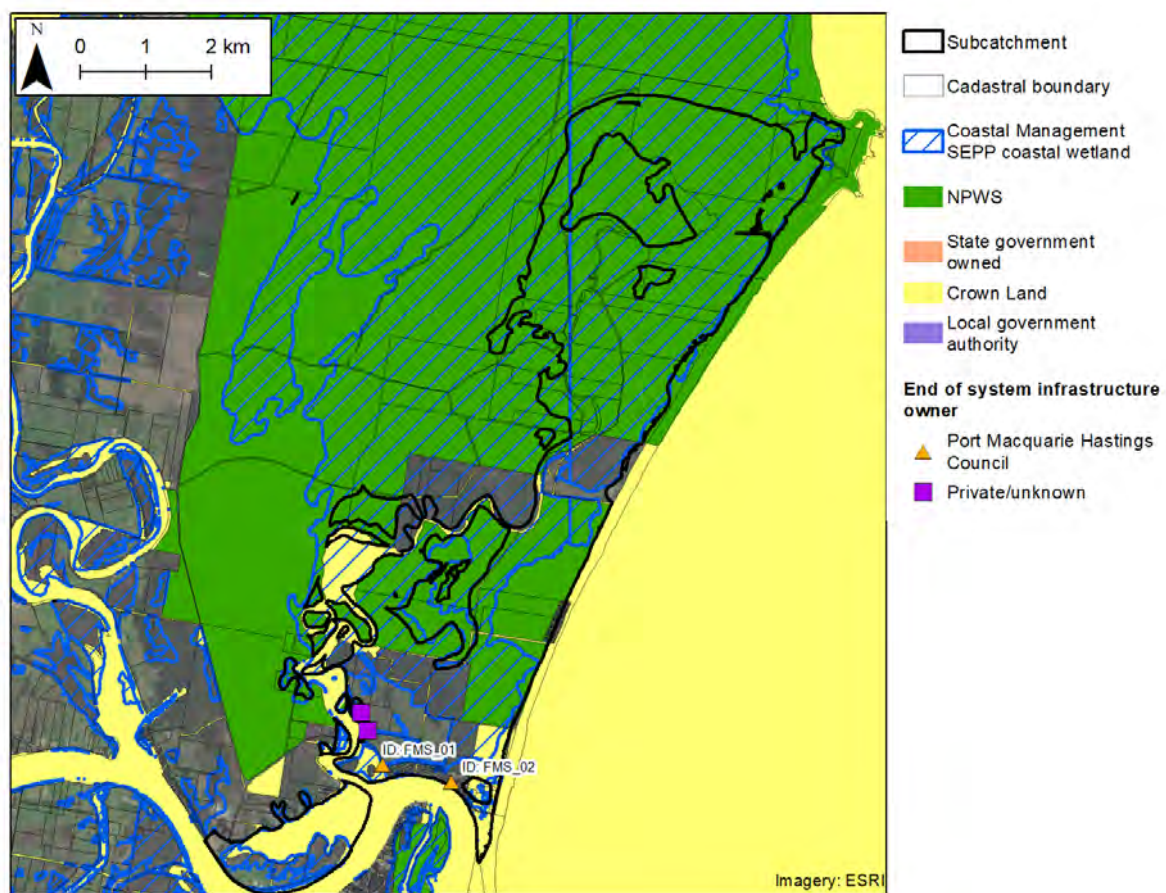 N
0 1 2 km
ID: FMS_01
ID: FMS_02
Imagery: ESRI
Subcatchment
Cadastral boundary
Coastal Management
SEPP coastal wetland
NPWS
State government
owned
Crown Land
Local government
authority
End of system infrastructure
owner
Port Macquarie Hastings
Council
Private/unknown